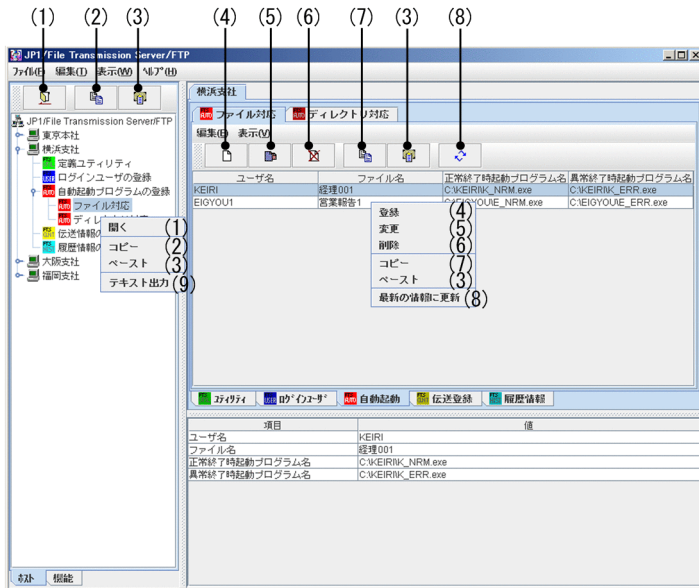 (1) (2) (3) (4) (5) (6) (7) (3) (8)
JP1/File Transmission Server/FTP
ファイル(F) 編集(T) 表示(W) ヘルプ(H)
JP1/File Transmission Server/FTP
東京本社
横浜支社
定義ユティリティ
ログインユーザの登録
自動起動プログラムの登録
ファイル対応
ディレ
伝送情報の
履歴情報の
大阪支社
福岡支社
開く (1)
コピー (2)
ペースト (3)
テキスト出力 (9)
ホスト 機能
横浜支社
ファイル対応 ディレクトリ対応
編集(E) 表示(V)
ユーザ名 ファイル名 正常終了時起動プログラム名 異常終了時起動プログラム名
KEIRI 経理001 C:\KEIRI\K_NRM.exe C:\KEIRI\K_ERR.exe
EIGYOU1 営業報告1 C:\EIGYOU\E_NRM.exe C:\EIGYOU\E_ERR.exe
登録 (4)
変更 (5)
削除 (6)
コピー (7)
ペースト (3)
最新の情報に更新 (8)
ユティリティ ログインユーザ 自動起動 伝送登録 履歴情報
項目 値
ユーザ名 KEIRI
ファイル名 経理001
正常終了時起動プログラム名 C:\KEIRI\K_NRM.exe
異常終了時起動プログラム名 C:\KEIRI\K_ERR.exe